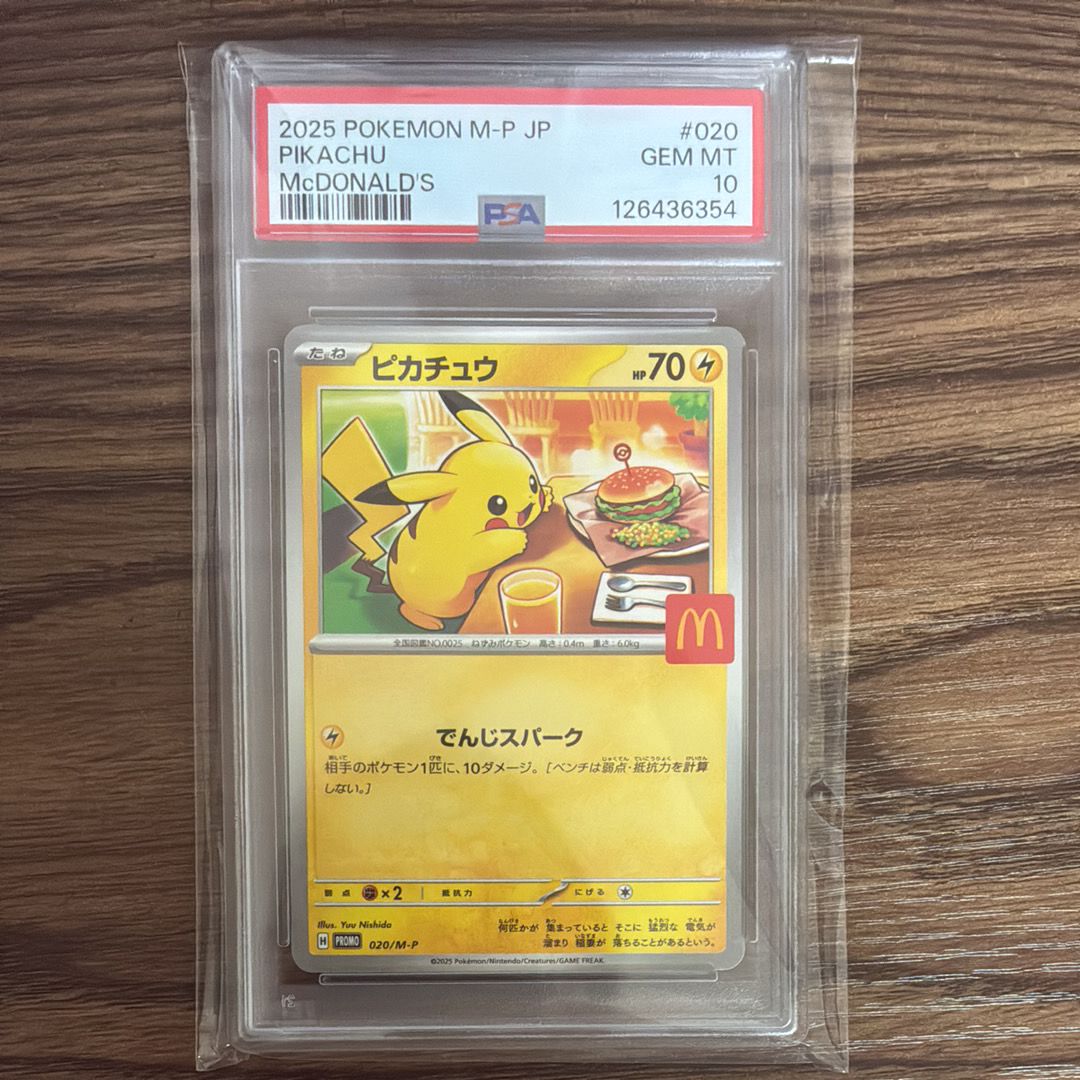 2025 POKEMON M-P JP #020
PIKACHU GEM MT
McDONALD'S 10
PSA 126436354
たね ピカチュウ HP70
全国図鑑NO.0025 ねずみポケモン 高さ:0.4m 重さ:6.0kg
でんじスパーク
相手のポケモン1匹に、10ダメージ。[ベンチは弱点・抵抗力を計算
しない。]
弱点 ×2 抵抗力 にげる
Illus. Yuu Nishida
何匹かが 集まっていると そこに 猛烈な 電気が
溜まり 稲妻が 落ちることがあるという。
H PROMO 020/M-P
©2025 Pokémon/Nintendo/Creatures/GAME FREAK.